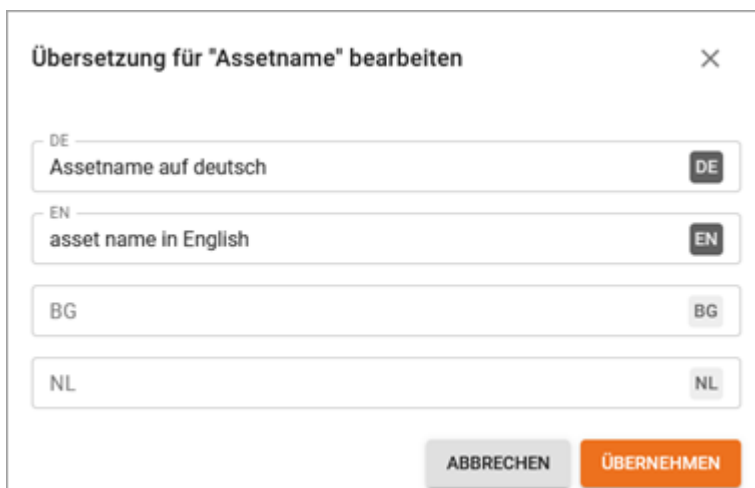 Übersetzung für "Assetname" bearbeiten
DE
Assetname auf deutsch DE
EN
asset name in English EN
BG BG
NL NL
ABBRECHEN ÜBERNEHMEN